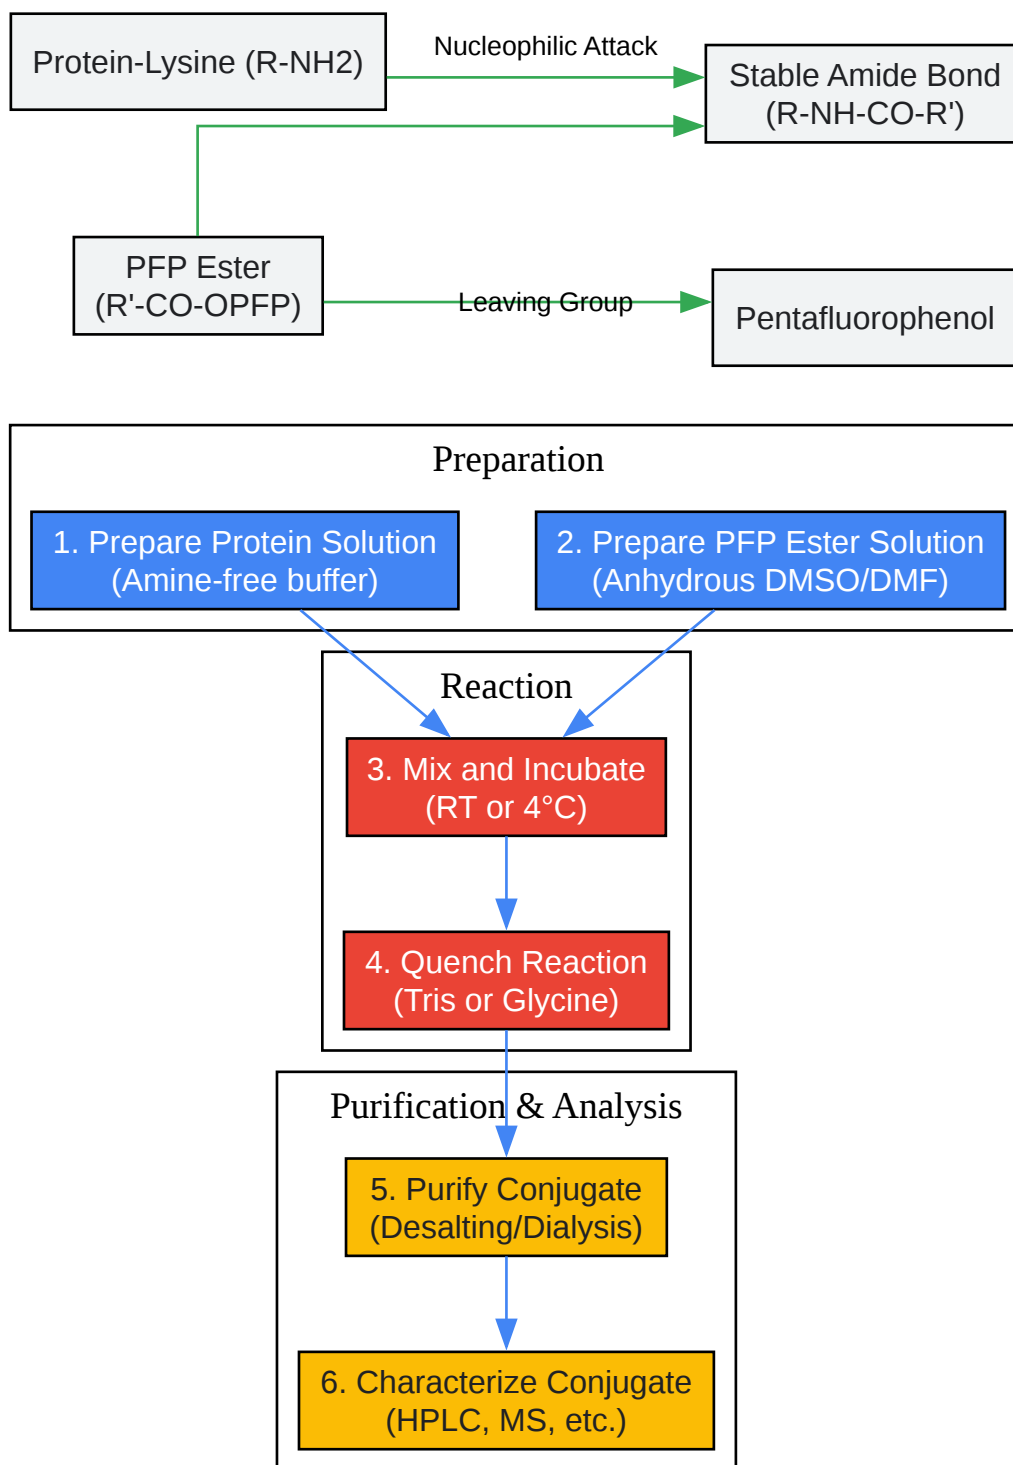 Protein-Lysine (R-NH2)
Nucleophilic Attack
Stable Amide Bond
(R-NH-CO-R')
PFP Ester
(R'-CO-OPFP)
Leaving Group
Pentafluorophenol
Preparation
1. Prepare Protein Solution
(Amine-free buffer)
2. Prepare PFP Ester Solution
(Anhydrous DMSO/DMF)
Reaction
3. Mix and Incubate
(RT or 4°C)
4. Quench Reaction
(Tris or Glycine)
Purification & Analysis
5. Purify Conjugate
(Desalting/Dialysis)
6. Characterize Conjugate
(HPLC, MS, etc.)